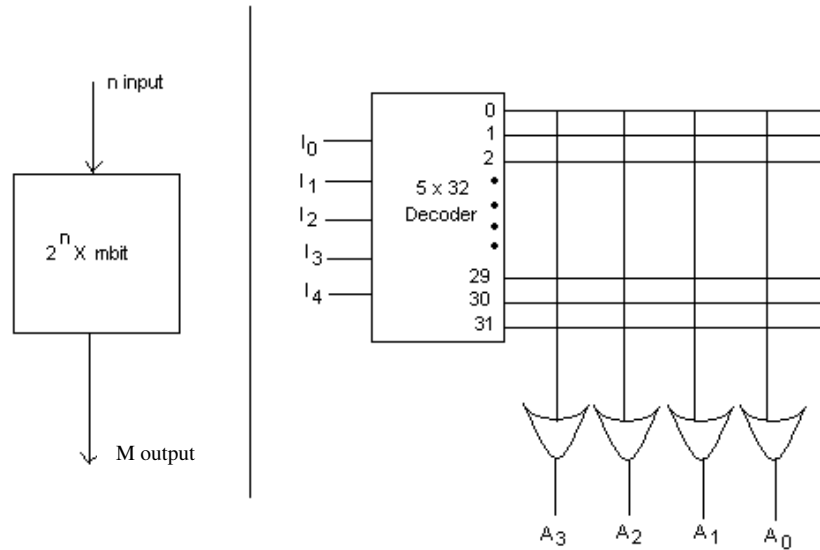 n input
2ⁿ X mbit
M output
I₀
I₁
I₂
I₃
I₄
5 x 32
Decoder
0
1
2
29
30
31
A₃
A₂
A₁
A₀